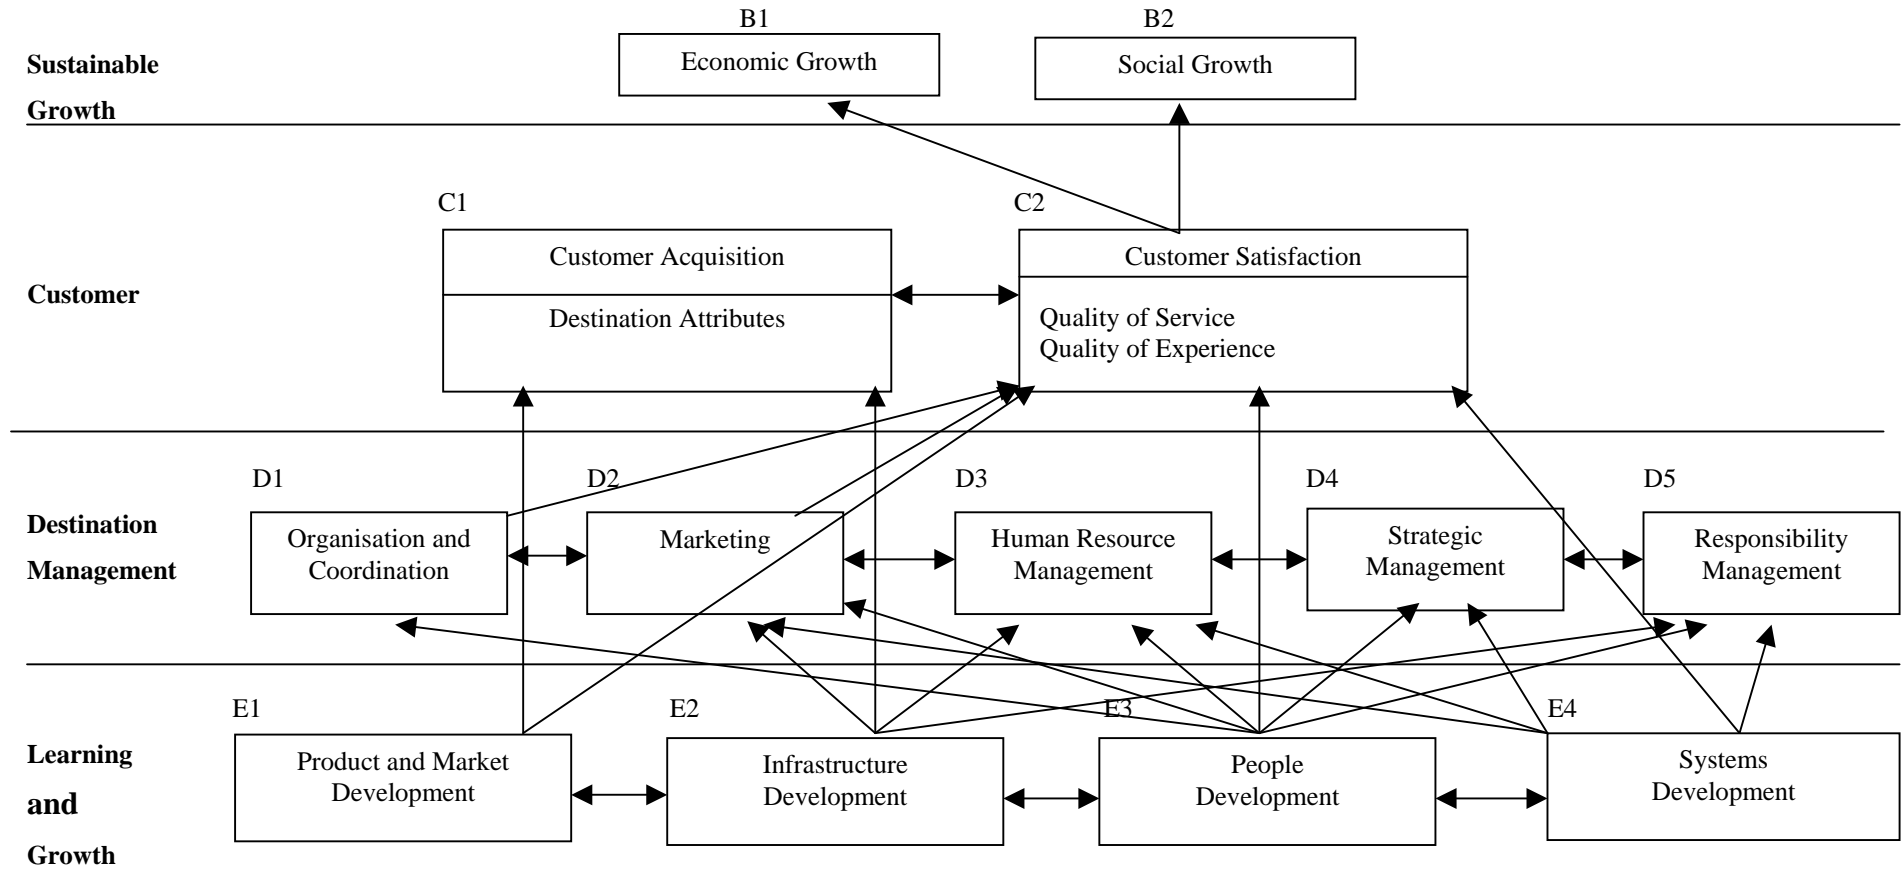 B1
B2
Sustainable
Growth
Economic Growth
Social Growth
C1
C2
Customer
Customer Acquisition
Destination Attributes
Customer Satisfaction
Quality of Service
Quality of Experience
D1
D2
D3
D4
D5
Destination
Management
Organisation and
Coordination
Marketing
Human Resource
Management
Strategic
Management
Responsibility
Management
E1
E2
E3
E4
Learning
and
Growth
Product and Market
Development
Infrastructure
Development
People
Development
Systems
Development